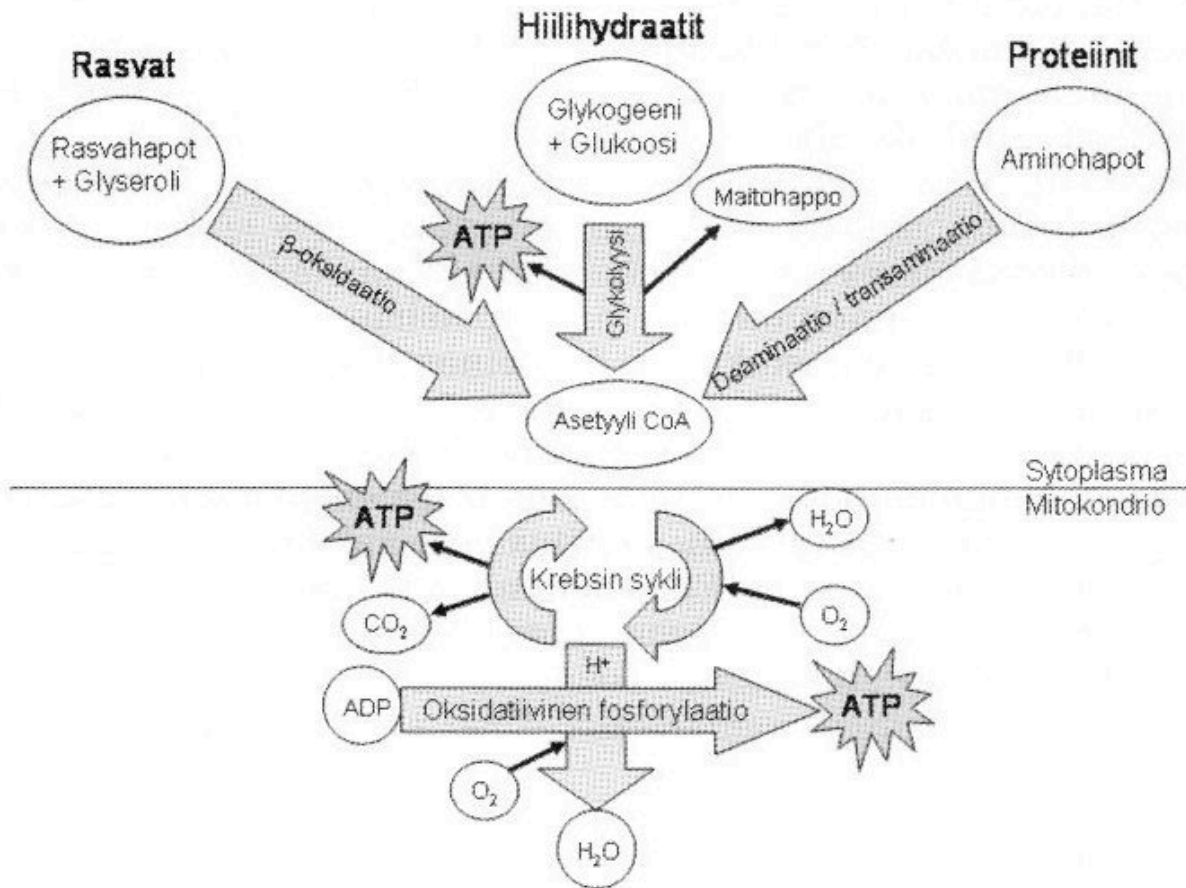 Hiilihydraatit
Rasvat
Proteiinit
Rasvahapot
+ Glyseroli
Glykogeeni
+ Glukoosi
Aminohapot
Maitohappo
ATP
β-oksidaatio
Glykolyysi
Deaminaatio / transaminaatio
Asetyyli CoA
Sytoplasma
Mitokondrio
ATP
H₂O
Krebsin sykli
CO₂
O₂
H⁺
ADP
Oksidatiivinen fosforylaatio
ATP
O₂
H₂O